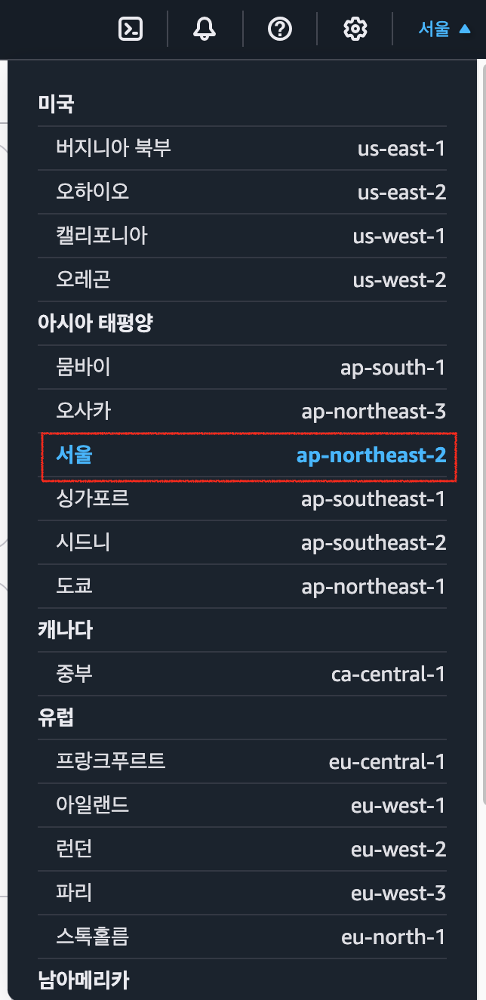 서울 ▲
미국
버지니아 북부 us-east-1
오하이오 us-east-2
캘리포니아 us-west-1
오레곤 us-west-2
아시아 태평양
뭄바이 ap-south-1
오사카 ap-northeast-3
서울 ap-northeast-2
싱가포르 ap-southeast-1
시드니 ap-southeast-2
도쿄 ap-northeast-1
캐나다
중부 ca-central-1
유럽
프랑크푸르트 eu-central-1
아일랜드 eu-west-1
런던 eu-west-2
파리 eu-west-3
스톡홀름 eu-north-1
남아메리카